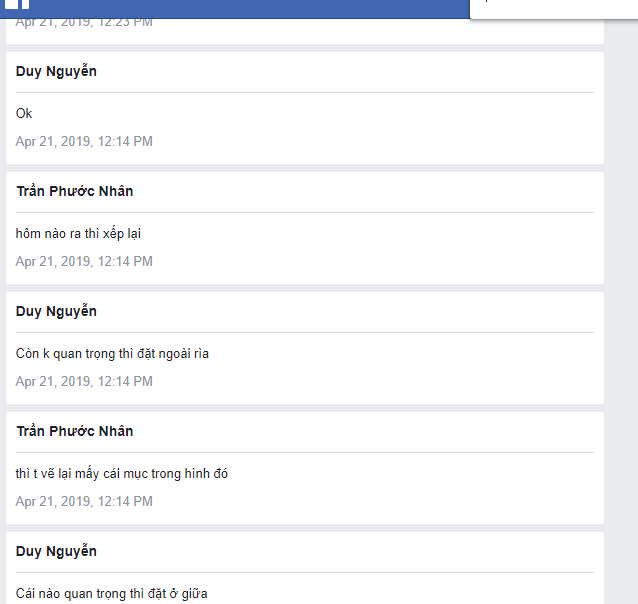 Apr 21, 2019, 12:23 PM
Duy Nguyễn
Ok
Apr 21, 2019, 12:14 PM
Trần Phước Nhân
hôm nào ra thì xếp lại
Apr 21, 2019, 12:14 PM
Duy Nguyễn
Còn k quan trọng thì đặt ngoài rìa
Apr 21, 2019, 12:14 PM
Trần Phước Nhân
thì t vẽ lại mấy cái mục trong hình đó
Apr 21, 2019, 12:14 PM
Duy Nguyễn
Cái nào quan trọng thì đặt ở giữa